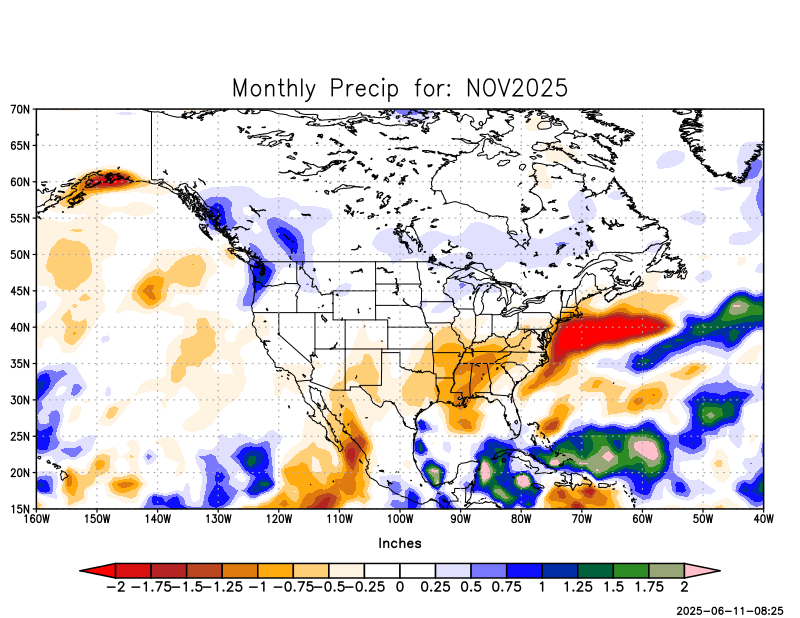 Monthly Precip for: NOV2025
70N
65N
60N
55N
50N
45N
40N
35N
30N
25N
20N
15N
160W 150W 140W 130W 120W 110W 100W 90W 80W 70W 60W 50W 40W
Inches
−2 −1.75 −1.5 −1.25 −1 −0.75 −0.5 −0.25 0 0.25 0.5 0.75 1 1.25 1.5 1.75 2
2025-06-11-08:25